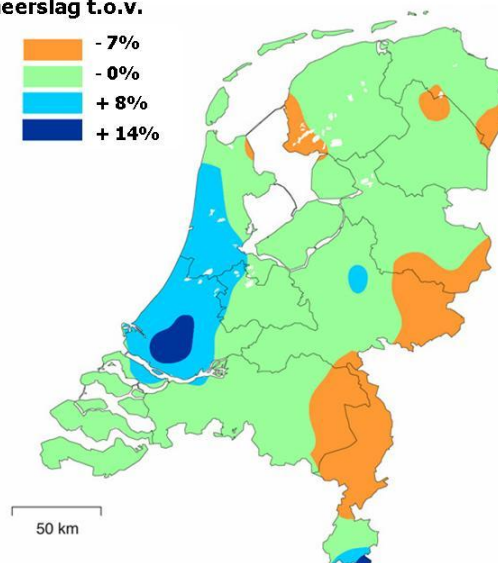 eerslag t.o.v.
- 7%
- 0%
+ 8%
+ 14%
50 km